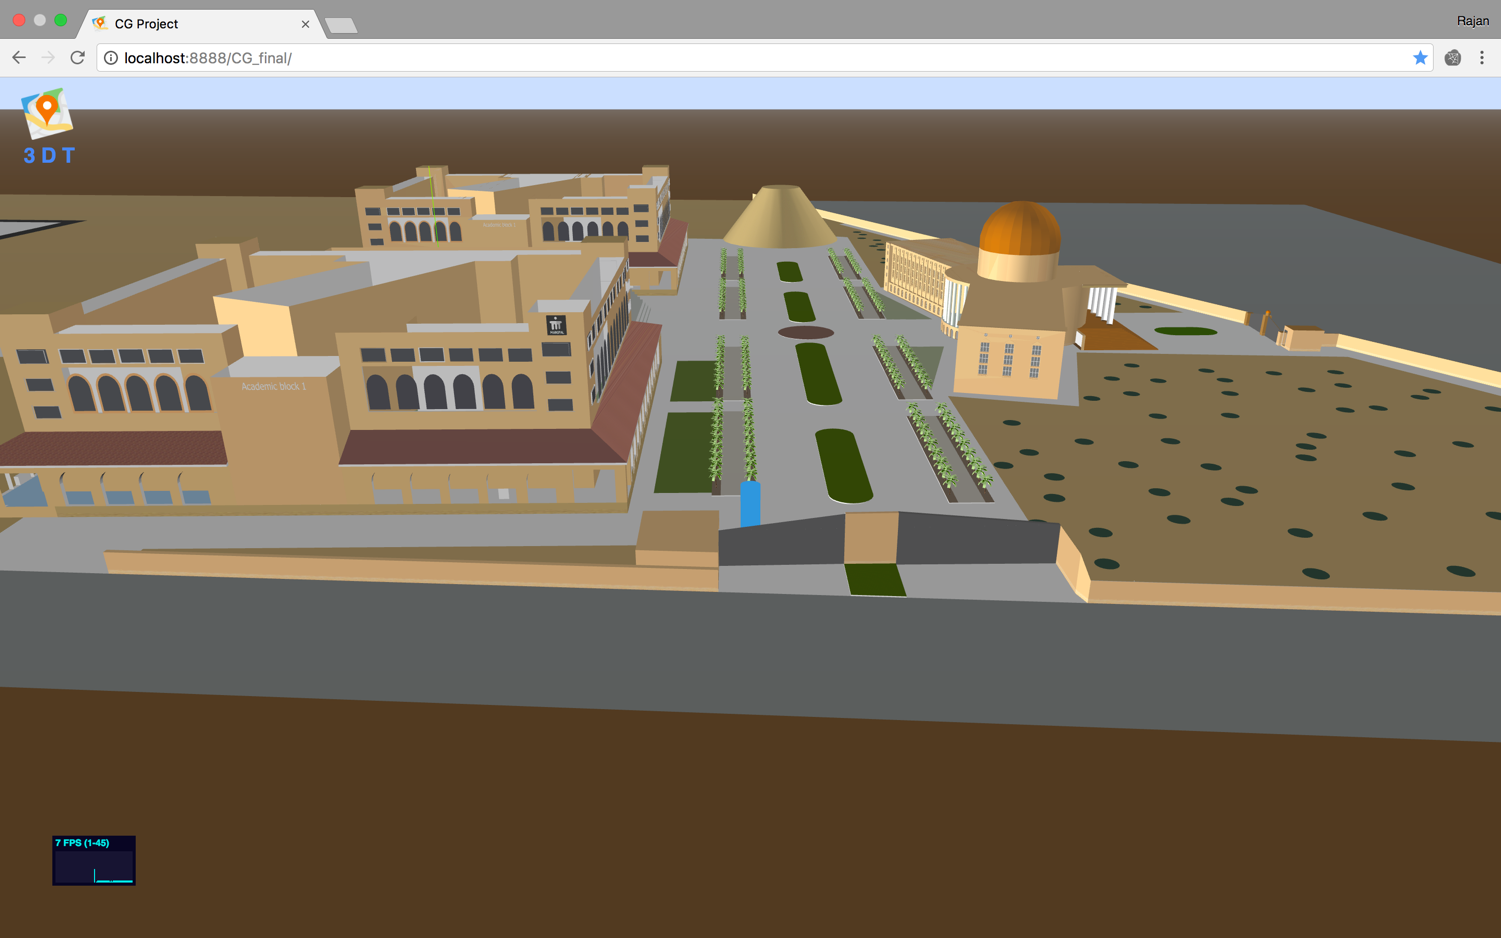 CG Project
Rajan
localhost:8888/CG_final/
3 D T
Academic block 1
7 FPS (1-45)